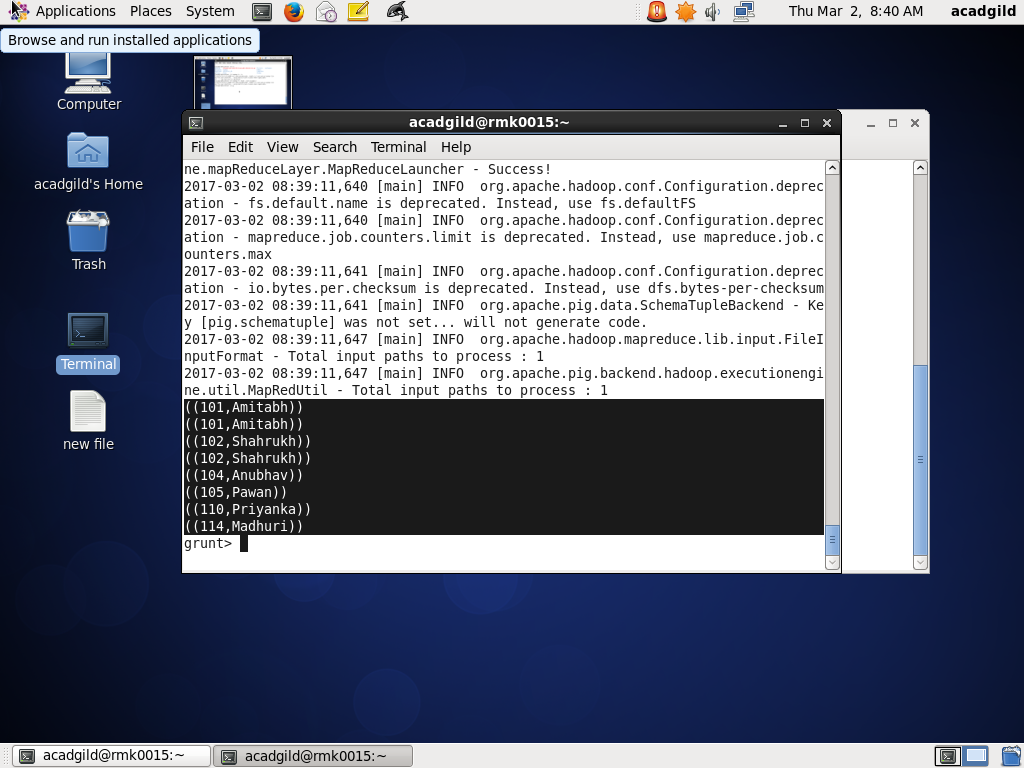 Applications Places System Thu Mar 2, 8:40 AM acadgild
Browse and run installed applications
Computer
acadgild's Home
Trash
Terminal
new file
acadgild@rmk0015:~
File Edit View Search Terminal Help
ne.mapReduceLayer.MapReduceLauncher - Success!
2017-03-02 08:39:11,640 [main] INFO  org.apache.hadoop.conf.Configuration.deprec
ation - fs.default.name is deprecated. Instead, use fs.defaultFS
2017-03-02 08:39:11,640 [main] INFO  org.apache.hadoop.conf.Configuration.deprec
ation - mapreduce.job.counters.limit is deprecated. Instead, use mapreduce.job.c
ounters.max
2017-03-02 08:39:11,641 [main] INFO  org.apache.hadoop.conf.Configuration.deprec
ation - io.bytes.per.checksum is deprecated. Instead, use dfs.bytes-per-checksum
2017-03-02 08:39:11,641 [main] INFO  org.apache.pig.data.SchemaTupleBackend - Ke
y [pig.schematuple] was not set... will not generate code.
2017-03-02 08:39:11,647 [main] INFO  org.apache.hadoop.mapreduce.lib.input.FileI
nputFormat - Total input paths to process : 1
2017-03-02 08:39:11,647 [main] INFO  org.apache.pig.backend.hadoop.executionengi
ne.util.MapRedUtil - Total input paths to process : 1
((101,Amitabh))
((101,Amitabh))
((102,Shahrukh))
((102,Shahrukh))
((104,Anubhav))
((105,Pawan))
((110,Priyanka))
((114,Madhuri))
grunt>
acadgild@rmk0015:~ acadgild@rmk0015:~